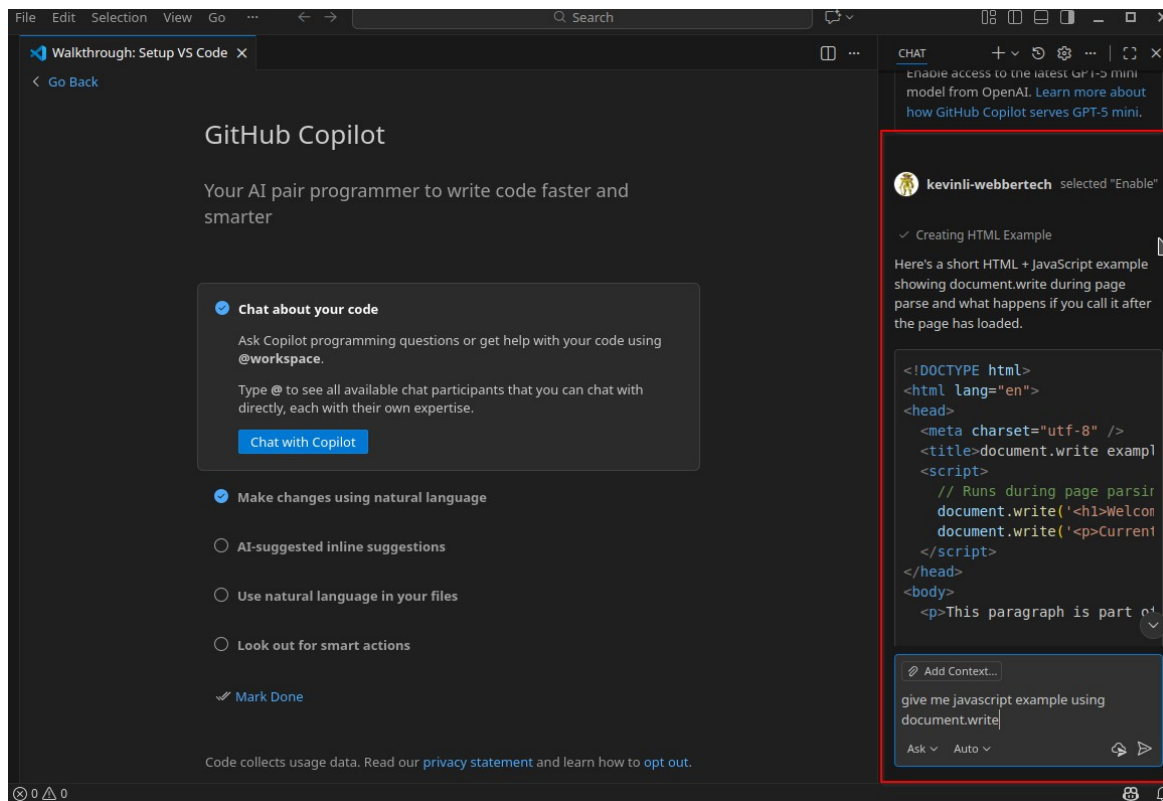 File Edit Selection View Go ··· Search
Walkthrough: Setup VS Code
Go Back
GitHub Copilot
Your AI pair programmer to write code faster and
smarter
Chat about your code
Ask Copilot programming questions or get help with your code using
@workspace.
Type @ to see all available chat participants that you can chat with
directly, each with their own expertise.
Chat with Copilot
Make changes using natural language
AI-suggested inline suggestions
Use natural language in your files
Look out for smart actions
Mark Done
Code collects usage data. Read our privacy statement and learn how to opt out.
0 0
CHAT
Enable access to the latest GPT-5 mini
model from OpenAI. Learn more about
how GitHub Copilot serves GPT-5 mini.
kevinli-webbertech selected "Enable"
Creating HTML Example
Here's a short HTML + JavaScript example
showing document.write during page
parse and what happens if you call it after
the page has loaded.
<!DOCTYPE html>
<html lang="en">
<head>
<meta charset="utf-8" />
<title>document.write exampl
<script>
// Runs during page parsin
document.write('<h1>Welcom
document.write('<p>Current
</script>
</head>
<body>
<p>This paragraph is part of
Add Context...
give me javascript example using
document.write
Ask Auto